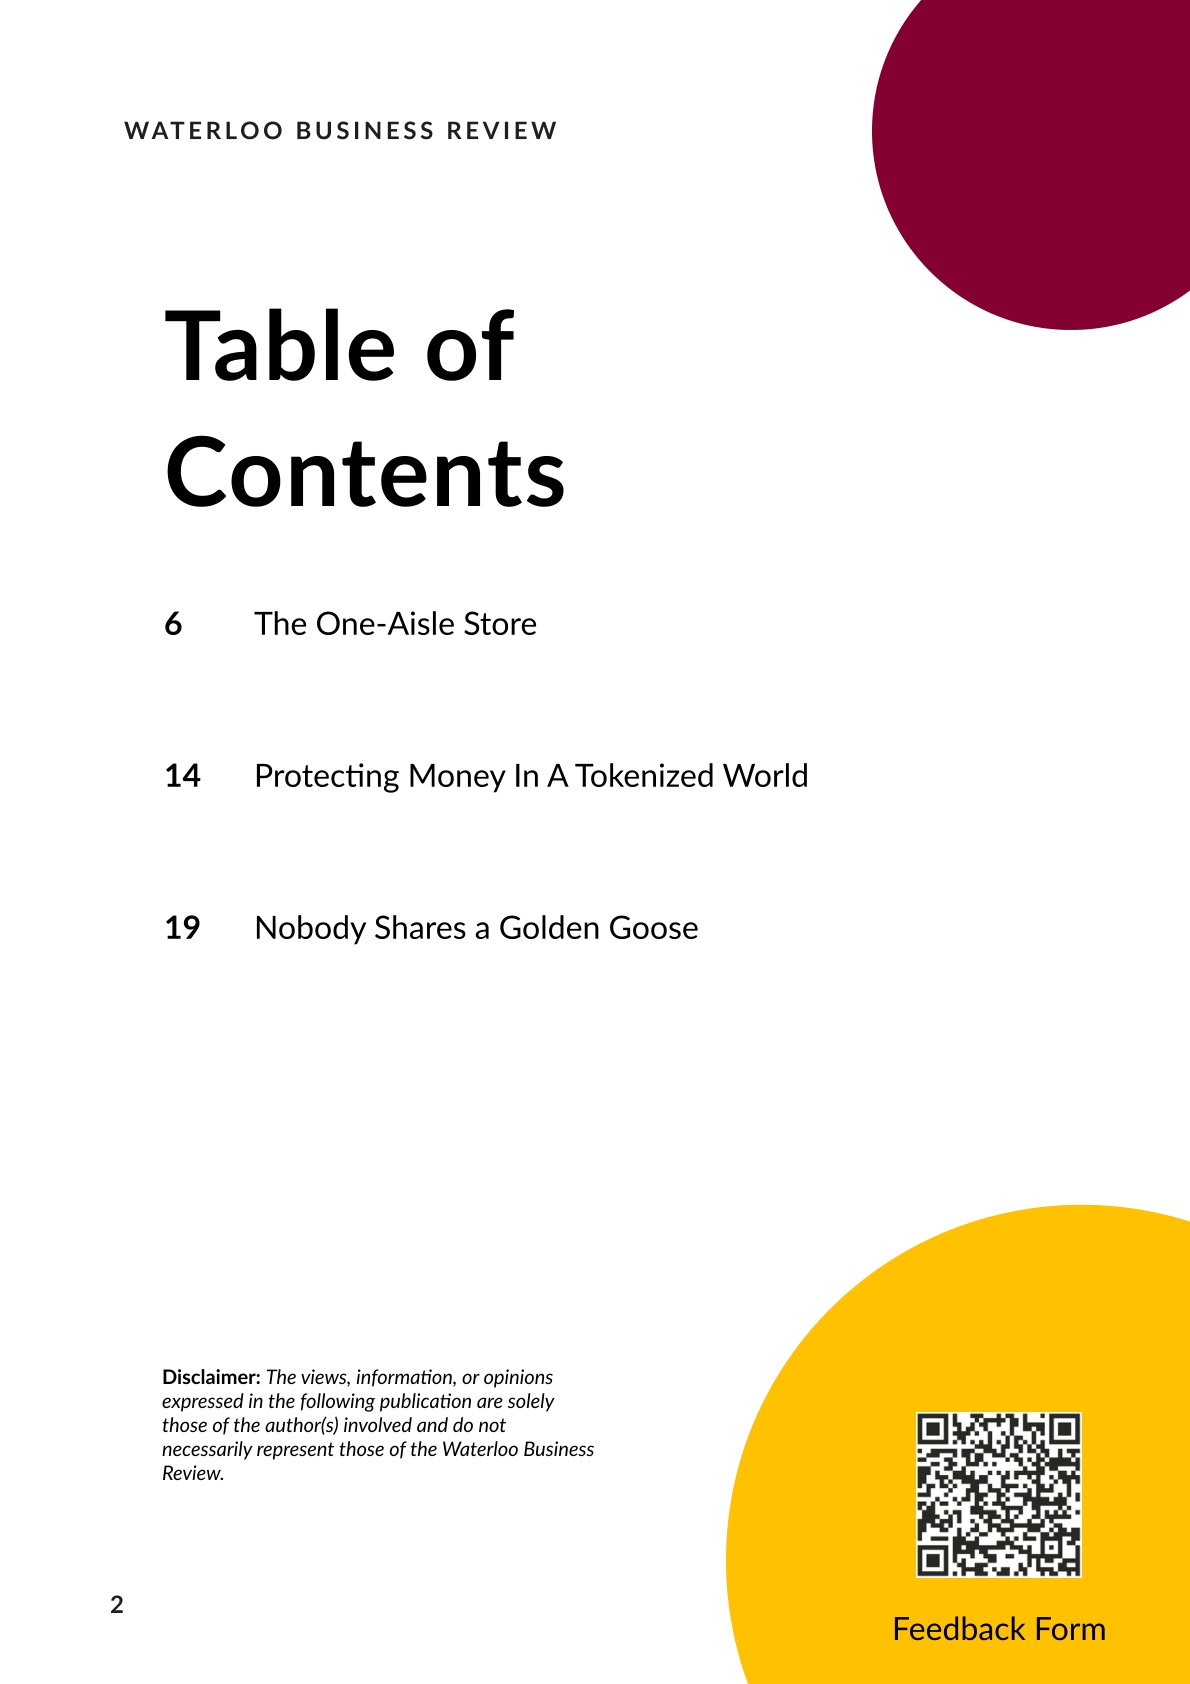 WATERLOO BUSINESS REVIEW
Table of
Contents
6 The One-Aisle Store
14 Protecting Money In A Tokenized World
19 Nobody Shares a Golden Goose
Disclaimer: The views, information, or opinions
expressed in the following publication are solely
those of the author(s) involved and do not
necessarily represent those of the Waterloo Business
Review.
2
Feedback Form